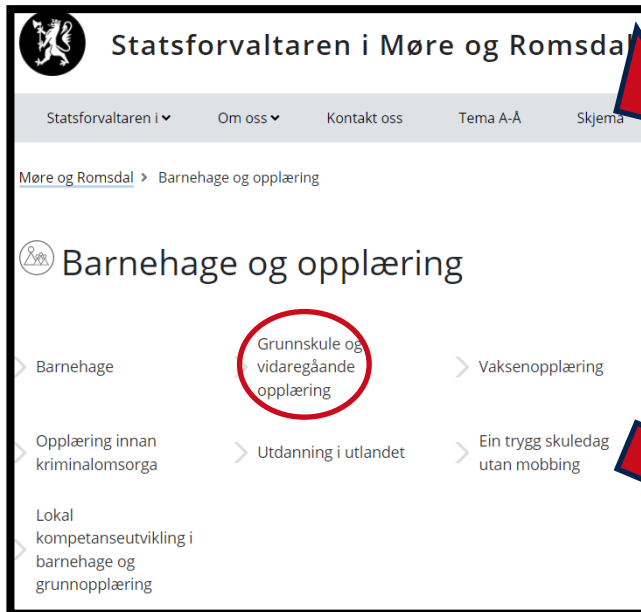 Statsforvaltaren i Møre og Romsdal
Statsforvaltaren i Om oss Kontakt oss Tema A-Å Skjema
Møre og Romsdal > Barnehage og opplæring
Barnehage og opplæring
Barnehage
Grunnskule og
vidaregåande
opplæring
Vaksenopplæring
Opplæring innan
kriminalomsorga
Utdanning i utlandet
Ein trygg skuledag
utan mobbing
Lokal
kompetanseutvikling i
barnehage og
grunnopplæring